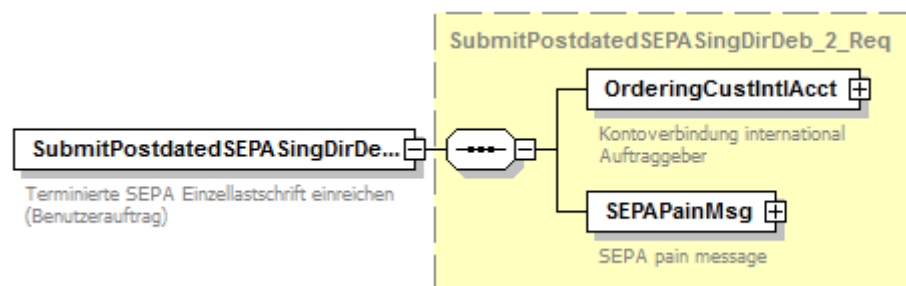 SubmitPostdatedSEPASingDirDeb_2_Req
OrderingCustIntlAcct
Kontoverbindung international
Auftraggeber
SubmitPostdatedSEPASingDirDe...
Terminierte SEPA Einzellastschrift einreichen
(Benutzerauftrag)
SEPAPainMsg
SEPA pain message